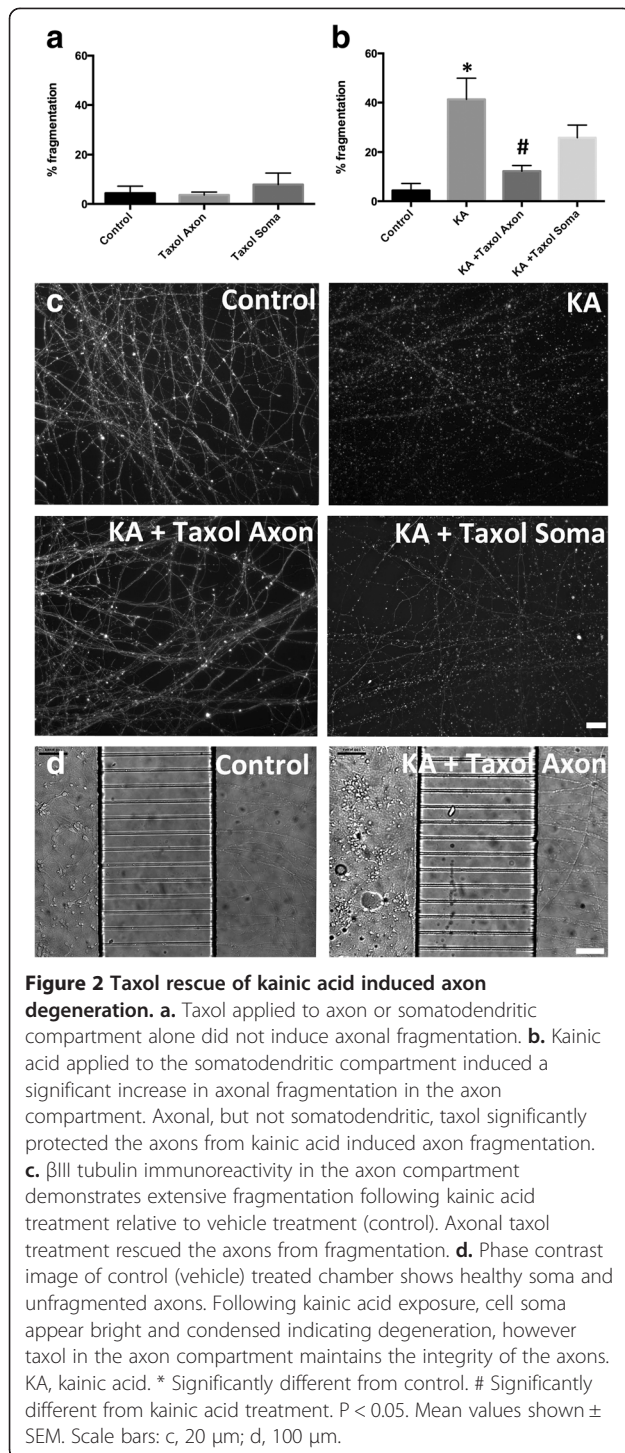 a
b
60
40
20
0
% fragmentation
Control
Taxol Axon
Taxol Soma
60
40
20
0
% fragmentation
*
#
Control
KA
KA +Taxol Axon
KA +Taxol Soma
c
Control
KA
KA + Taxol Axon
KA + Taxol Soma
d
Control
KA + Taxol Axon
Figure 2 Taxol rescue of kainic acid induced axon
degeneration. a. Taxol applied to axon or somatodendritic
compartment alone did not induce axonal fragmentation. b. Kainic
acid applied to the somatodendritic compartment induced a
significant increase in axonal fragmentation in the axon
compartment. Axonal, but not somatodendritic, taxol significantly
protected the axons from kainic acid induced axon fragmentation.
c. βIII tubulin immunoreactivity in the axon compartment
demonstrates extensive fragmentation following kainic acid
treatment relative to vehicle treatment (control). Axonal taxol
treatment rescued the axons from fragmentation. d. Phase contrast
image of control (vehicle) treated chamber shows healthy soma and
unfragmented axons. Following kainic acid exposure, cell soma
appear bright and condensed indicating degeneration, however
taxol in the axon compartment maintains the integrity of the axons.
KA, kainic acid. * Significantly different from control. # Significantly
different from kainic acid treatment. P < 0.05. Mean values shown ±
SEM. Scale bars: c, 20 μm; d, 100 μm.